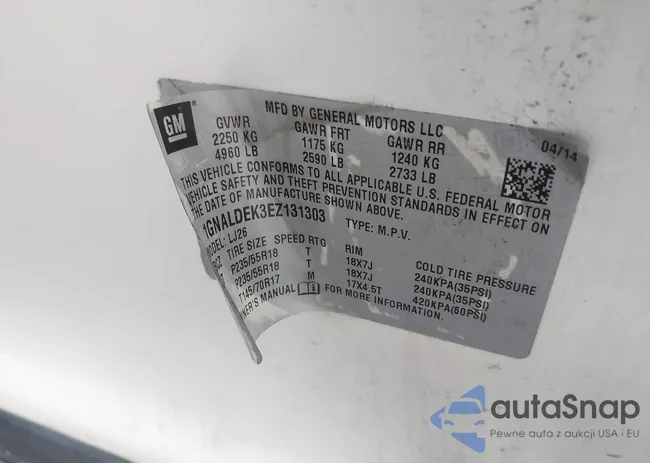 GM
MFD BY GENERAL MOTORS LLC
04/14
GVWR GAWR FRT GAWR RR
2250 KG 1175 KG 1240 KG
4960 LB 2590 LB 2733 LB
THIS VEHICLE CONFORMS TO ALL APPLICABLE U.S. FEDERAL MOTOR
VEHICLE SAFETY AND THEFT PREVENTION STANDARDS IN EFFECT ON
THE DATE OF MANUFACTURE SHOWN ABOVE.
1GNALDEK3EZ131303 TYPE: M.P.V.
MODEL: LJ26
TIRE SIZE SPEED RTG RIM COLD TIRE PRESSURE
P235/55R18 T 18X7J 240KPA(35PSI)
P235/55R18 T 18X7J 240KPA(35PSI)
T145/70R17 M 17X4.5T 420KPA(60PSI)
NER'S MANUAL FOR MORE INFORMATION.
autaSnap
Pewne auta z aukcji USA i EU